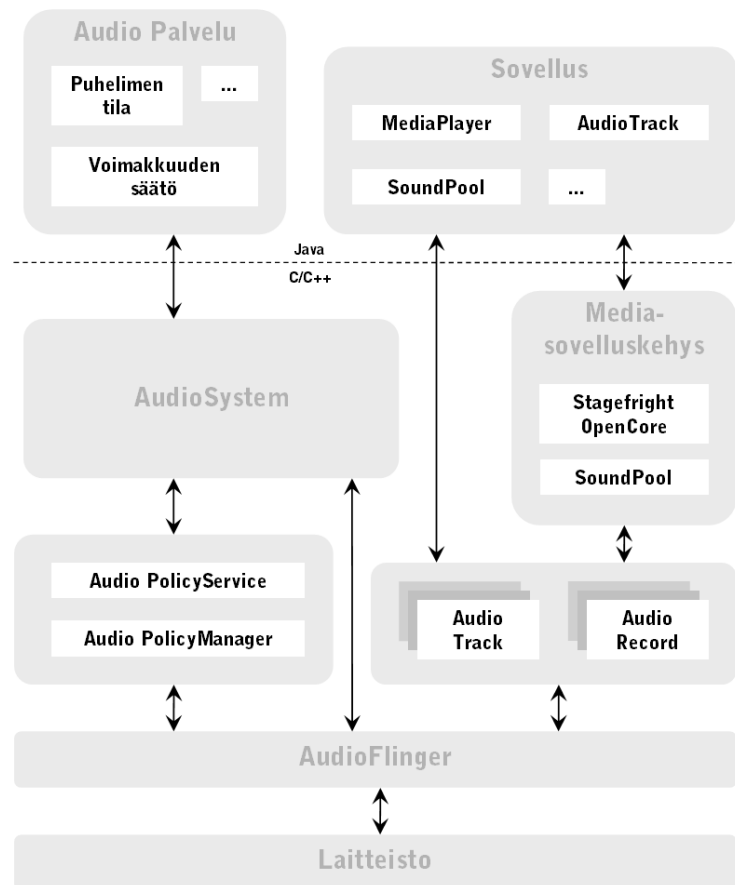 Audio Palvelu
Puhelimen
tila
...
Voimakkuuden
säätö
Sovellus
MediaPlayer
AudioTrack
SoundPool
...
Java
C/C++
AudioSystem
Media-
sovelluskehys
Stagefright
OpenCore
SoundPool
Audio PolicyService
Audio PolicyManager
Audio
Track
Audio
Record
AudioFlinger
Laitteisto